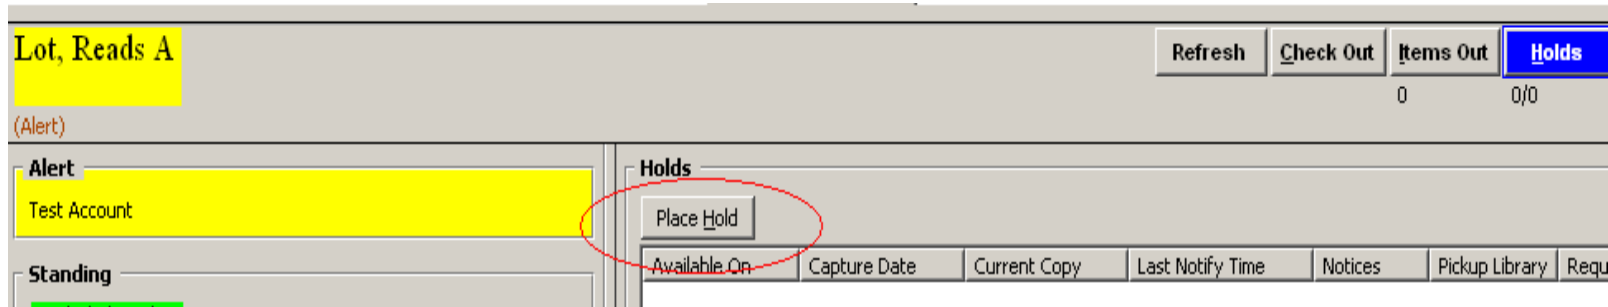 Lot, Reads A
Refresh Check Out Items Out Holds
0 0/0
(Alert)
Alert
Test Account
Standing
Holds
Place Hold
Available On Capture Date Current Copy Last Notify Time Notices Pickup Library Requ